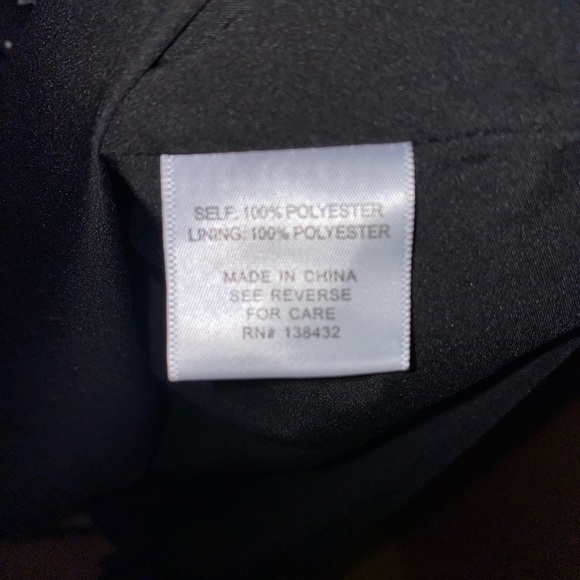 SELF: 100% POLYESTER
LINING: 100% POLYESTER
MADE IN CHINA
SEE REVERSE
FOR CARE
RN# 138432